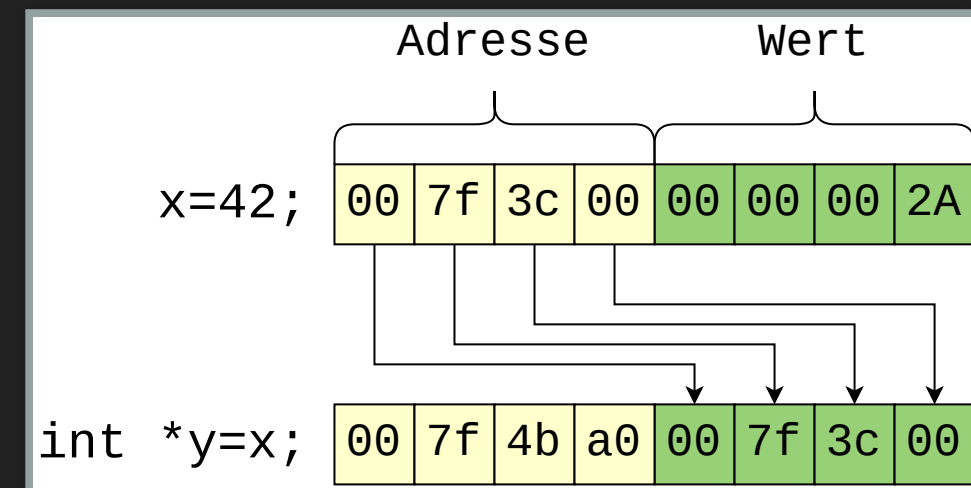 Adresse Wert
x=42; 00 7f 3c 00 00 00 00 2A
int *y=x; 00 7f 4b a0 00 7f 3c 00